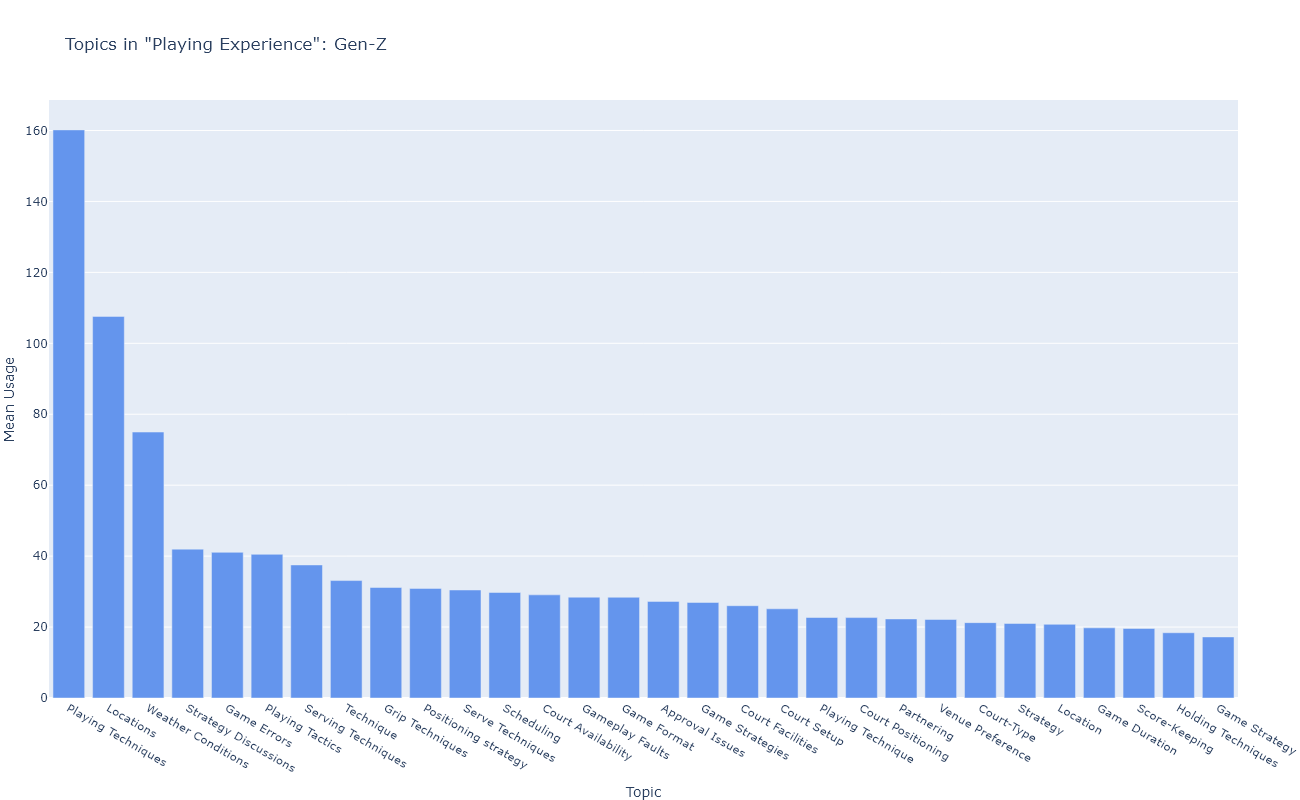 Topics in "Playing Experience": Gen-Z
160
140
120
100
80
60
40
20
0
Mean Usage
Playing Techniques
Locations
Weather Conditions
Strategy Discussions
Game Errors
Playing Tactics
Serving Techniques
Technique
Grip Techniques
Positioning strategy
Serve Techniques
Scheduling
Court Availability
Gameplay Faults
Game Format
Approval Issues
Game Strategies
Court Facilities
Court Setup
Playing Technique
Court Positioning
Partnering
Venue Preference
Court-Type
Strategy
Location
Game Duration
Score-Keeping
Holding Techniques
Game Strategy
Topic